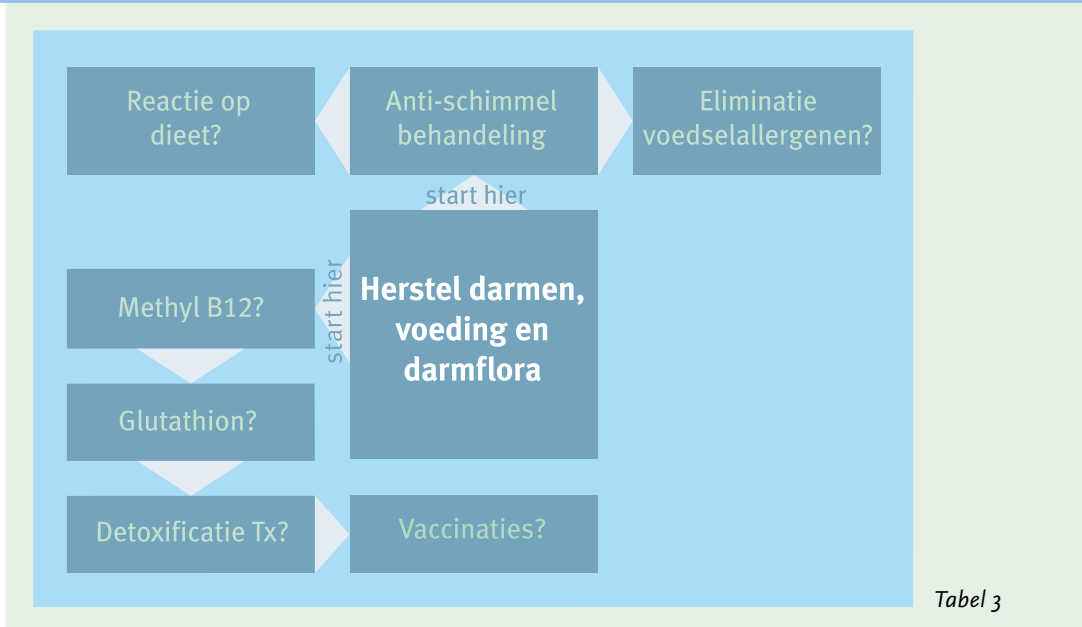 Reactie op
dieet?
Anti-schimmel
behandeling
Eliminatie
voedselallergenen?
start hier
start hier
Herstel darmen,
voeding en
darmflora
Methyl B12?
Glutathion?
Detoxificatie Tx?
Vaccinaties?
Tabel 3